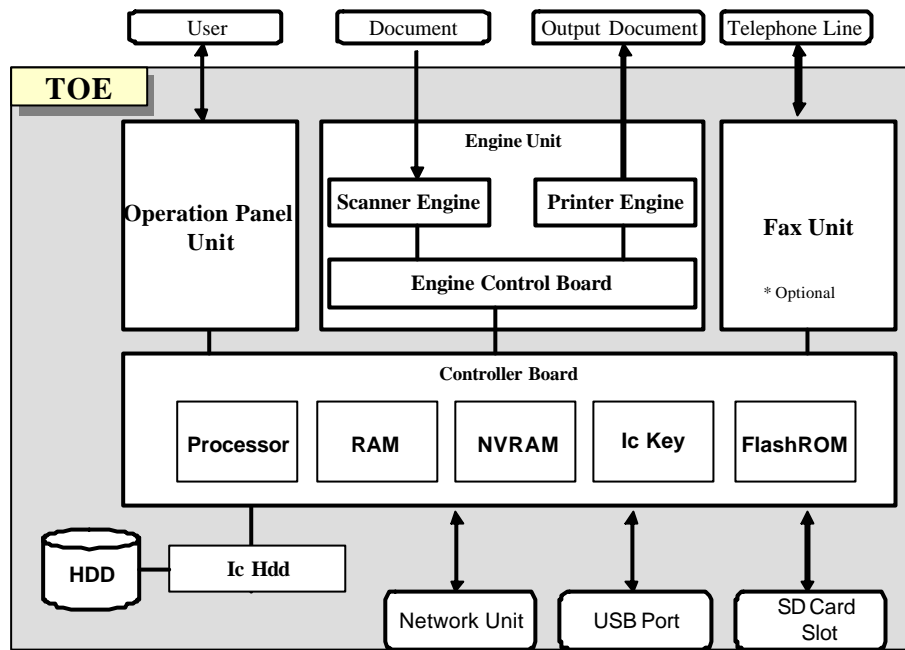 User
Document
Output Document
Telephone Line
TOE
Operation Panel
Unit
Engine Unit
Scanner Engine
Printer Engine
Engine Control Board
Fax Unit
* Optional
Controller Board
Processor
RAM
NVRAM
Ic Key
FlashROM
HDD
Ic Hdd
Network Unit
USB Port
SD Card
Slot